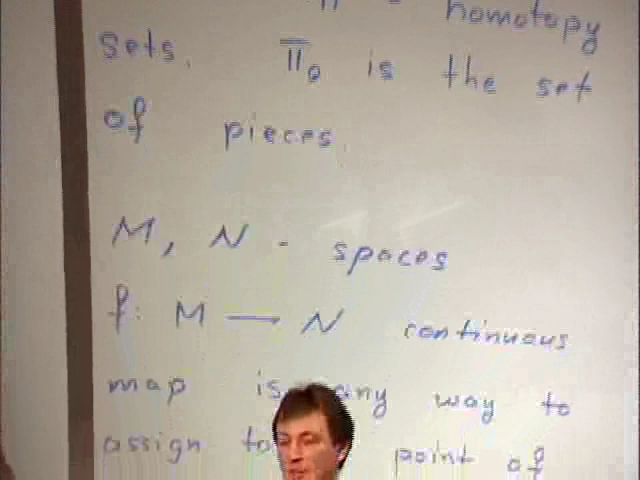 homotopy
sets. π₀ is the set
of pieces.
M, N - spaces
f: M — N continuous
map is any way to
assign to point of